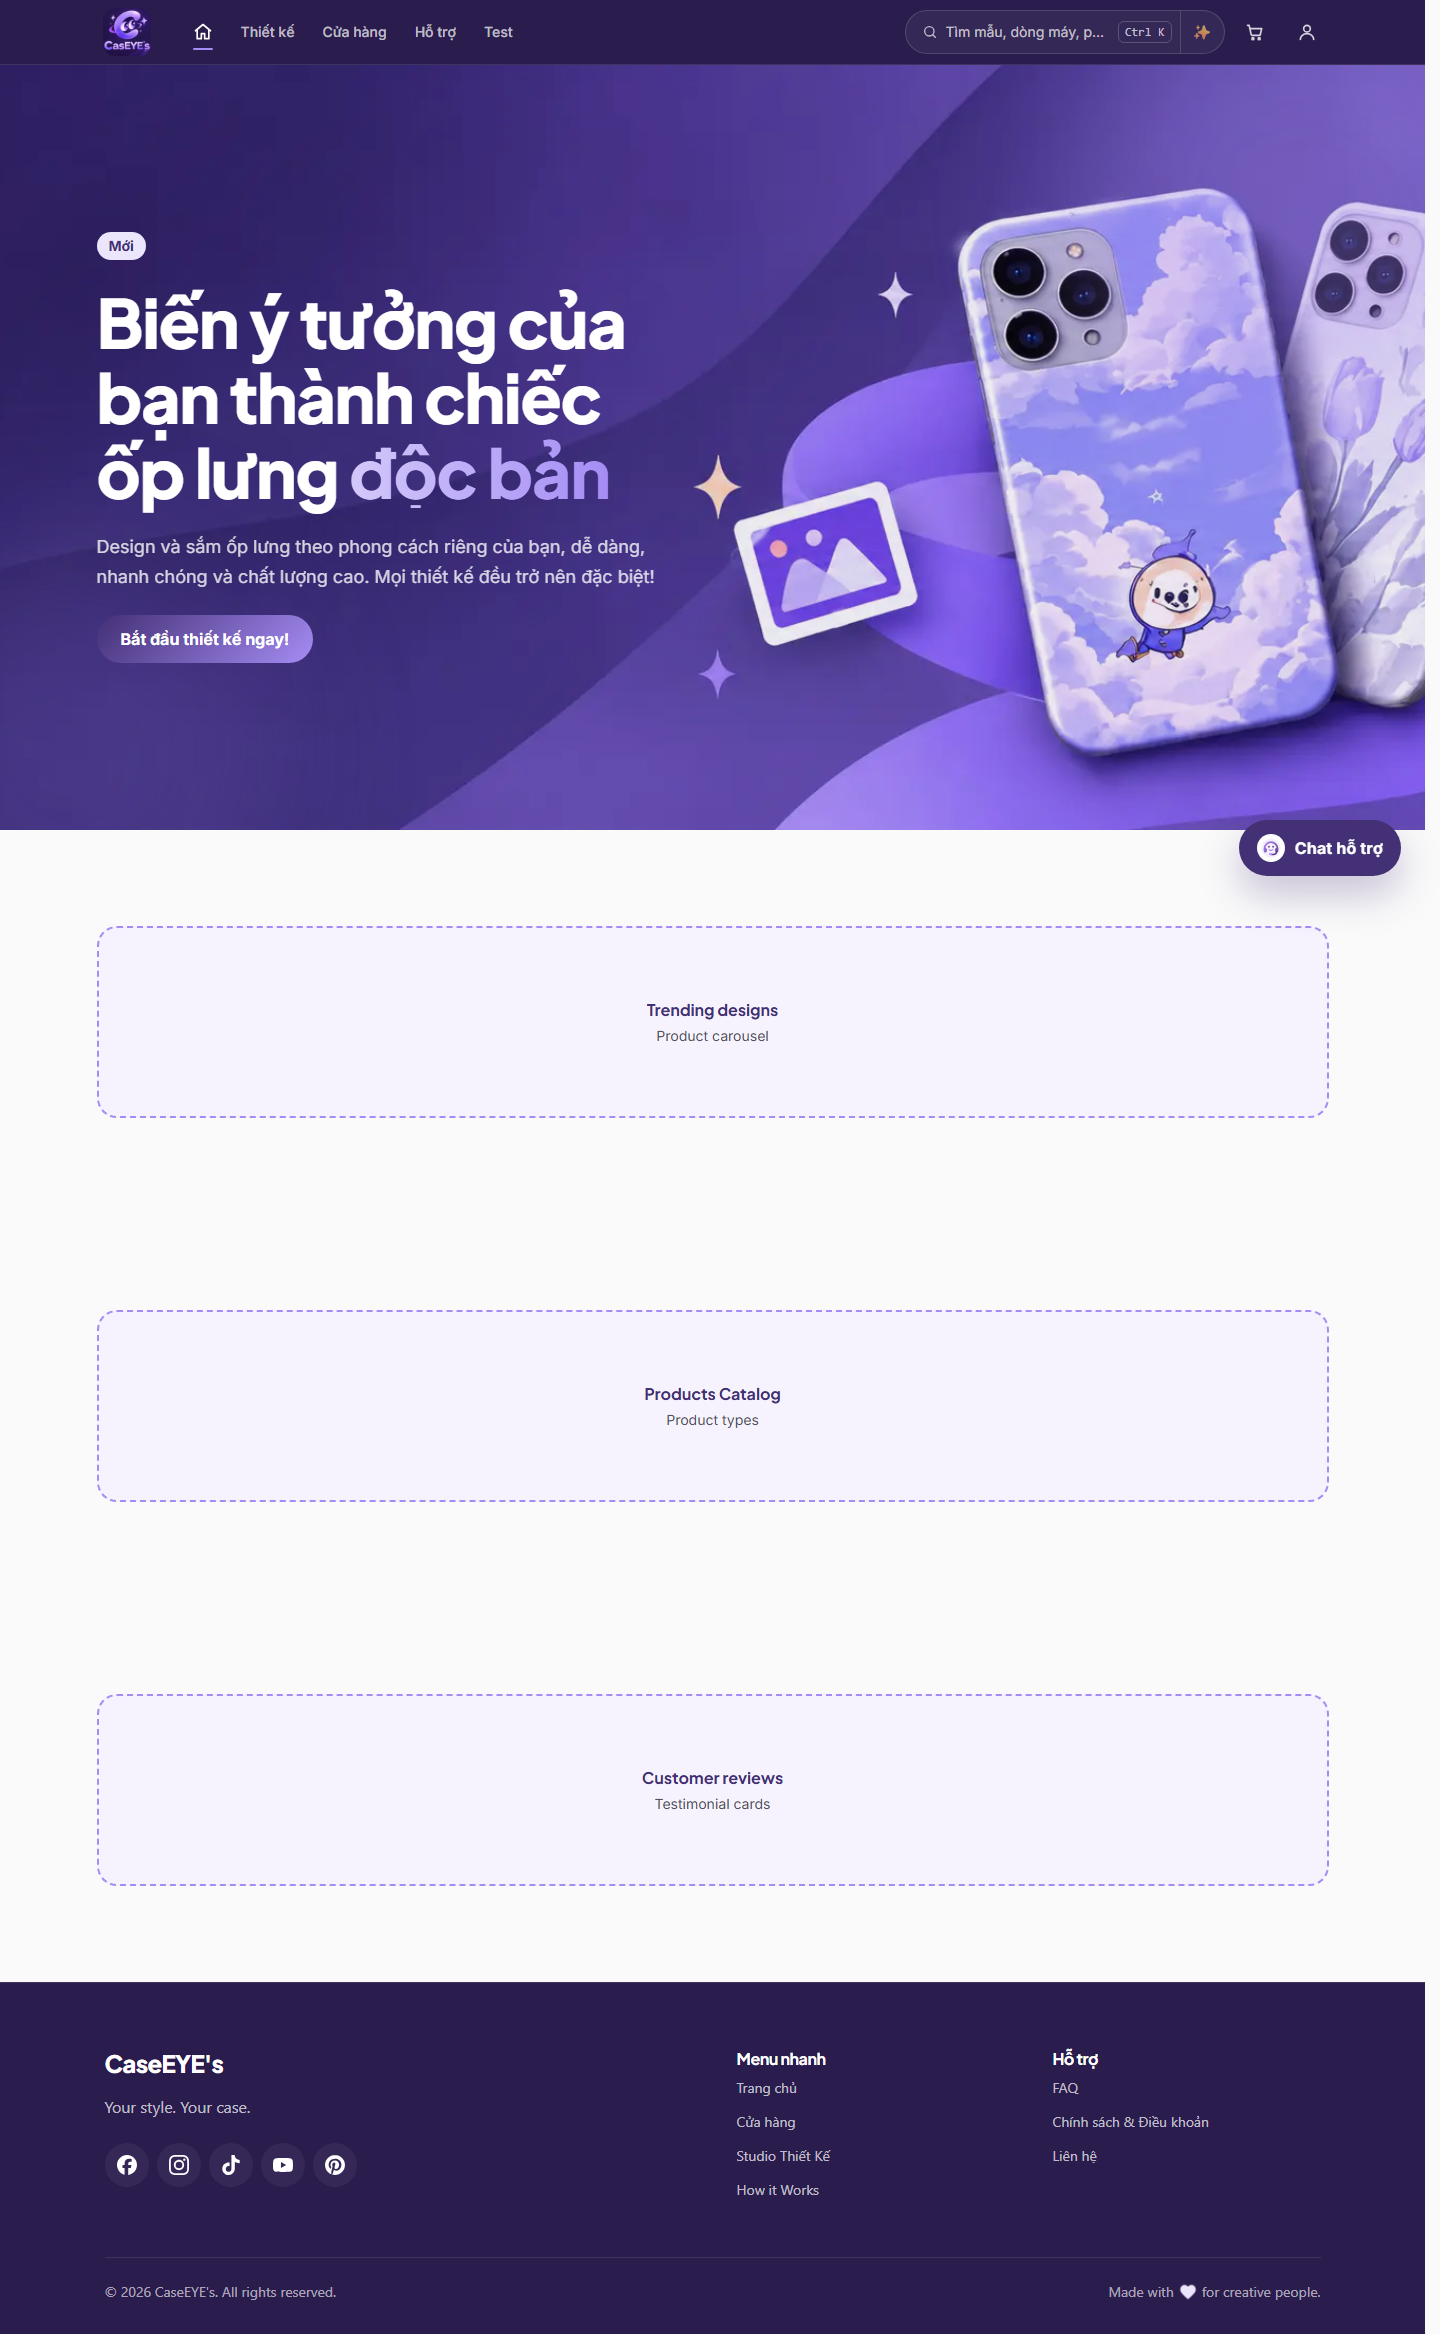 CasEYE's
Thiết kế
Cửa hàng
Hỗ trợ
Test
Tìm mẫu, dòng máy, p...
Ctrl K
Mới
Biến ý tưởng của
bạn thành chiếc
ốp lưng độc bản
Design và sắm ốp lưng theo phong cách riêng của bạn, dễ dàng,
nhanh chóng và chất lượng cao. Mọi thiết kế đều trở nên đặc biệt!
Bắt đầu thiết kế ngay!
Chat hỗ trợ
Trending designs
Product carousel
Products Catalog
Product types
Customer reviews
Testimonial cards
CaseEYE's
Your style. Your case.
Menu nhanh
Trang chủ
Cửa hàng
Studio Thiết Kế
How it Works
Hỗ trợ
FAQ
Chính sách & Điều khoản
Liên hệ
© 2026 CaseEYE's. All rights reserved.
Made with 🤍 for creative people.